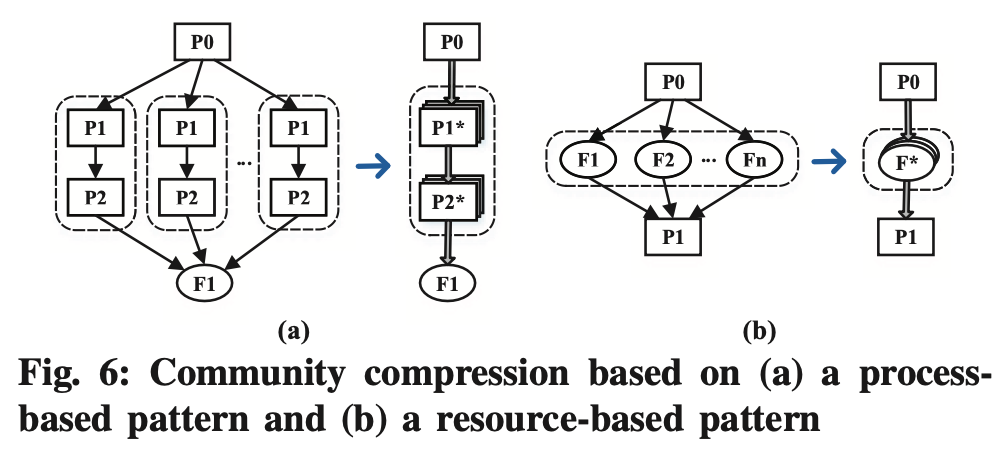 P0
P1
P1
P1
...
P2
P2
P2
F1
P0
P1*
P2*
F1
(a)
P0
F1
F2
...
Fn
P1
P0
F*
P1
(b)
Fig. 6: Community compression based on (a) a process-
based pattern and (b) a resource-based pattern